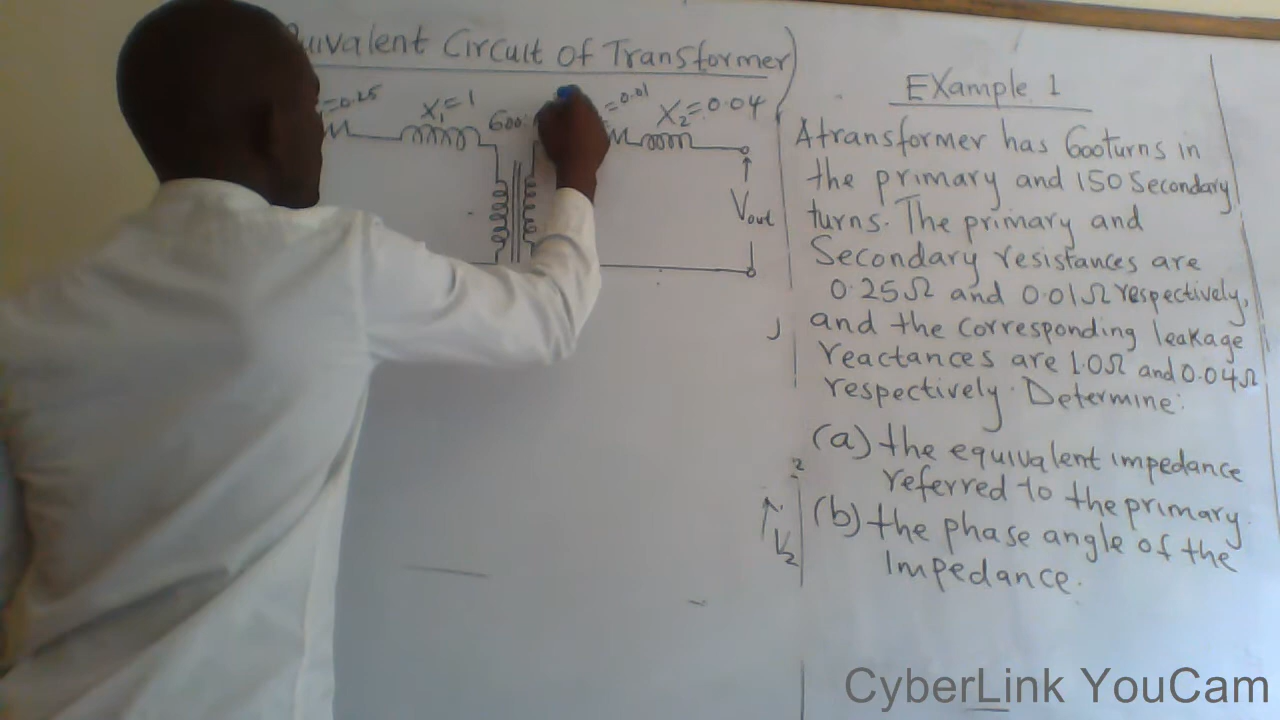 uivalent Circuit Of Transformer
=0.25
X₁=1
600:
=0.01
X₂=0.04
Vout
Example 1
A transformer has 600 turns in
the primary and 150 Secondary
turns. The primary and
Secondary resistances are
0.25Ω and 0.01Ω respectively,
and the corresponding leakage
reactances are 1.0Ω and 0.04Ω
respectively. Determine:
(a) the equivalent impedance
referred to the primary.
(b) the phase angle of the
Impedance.
V₂
CyberLink YouCam